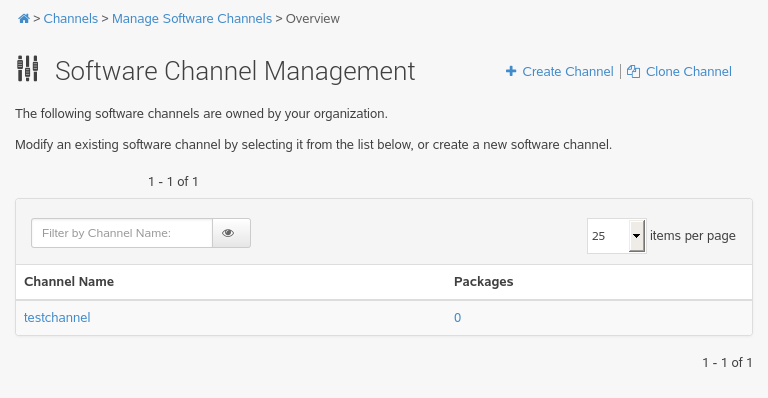 > Channels > Manage Software Channels > Overview
Software Channel Management
Create Channel | Clone Channel
The following software channels are owned by your organization.
Modify an existing software channel by selecting it from the list below, or create a new software channel.
1 - 1 of 1
Filter by Channel Name:
25 items per page
Channel Name Packages
testchannel 0
1 - 1 of 1